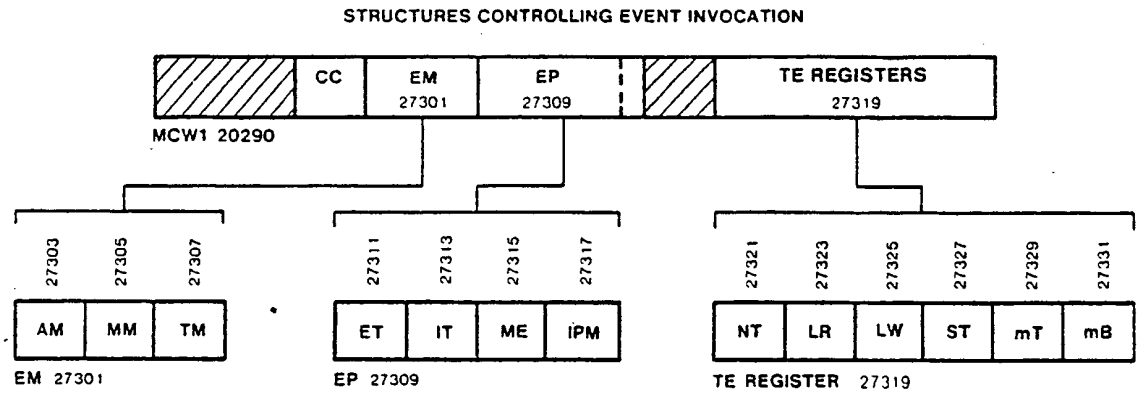 STRUCTURES CONTROLLING EVENT INVOCATION
CC EM EP TE REGISTERS
27301 27309 27319
MCW1 20290
27303 27305 27307 27311 27313 27315 27317 27321 27323 27325 27327 27329 27331
AM MM TM ET IT ME IPM NT LR LW ST mT mB
EM 27301 EP 27309 TE REGISTER 27319